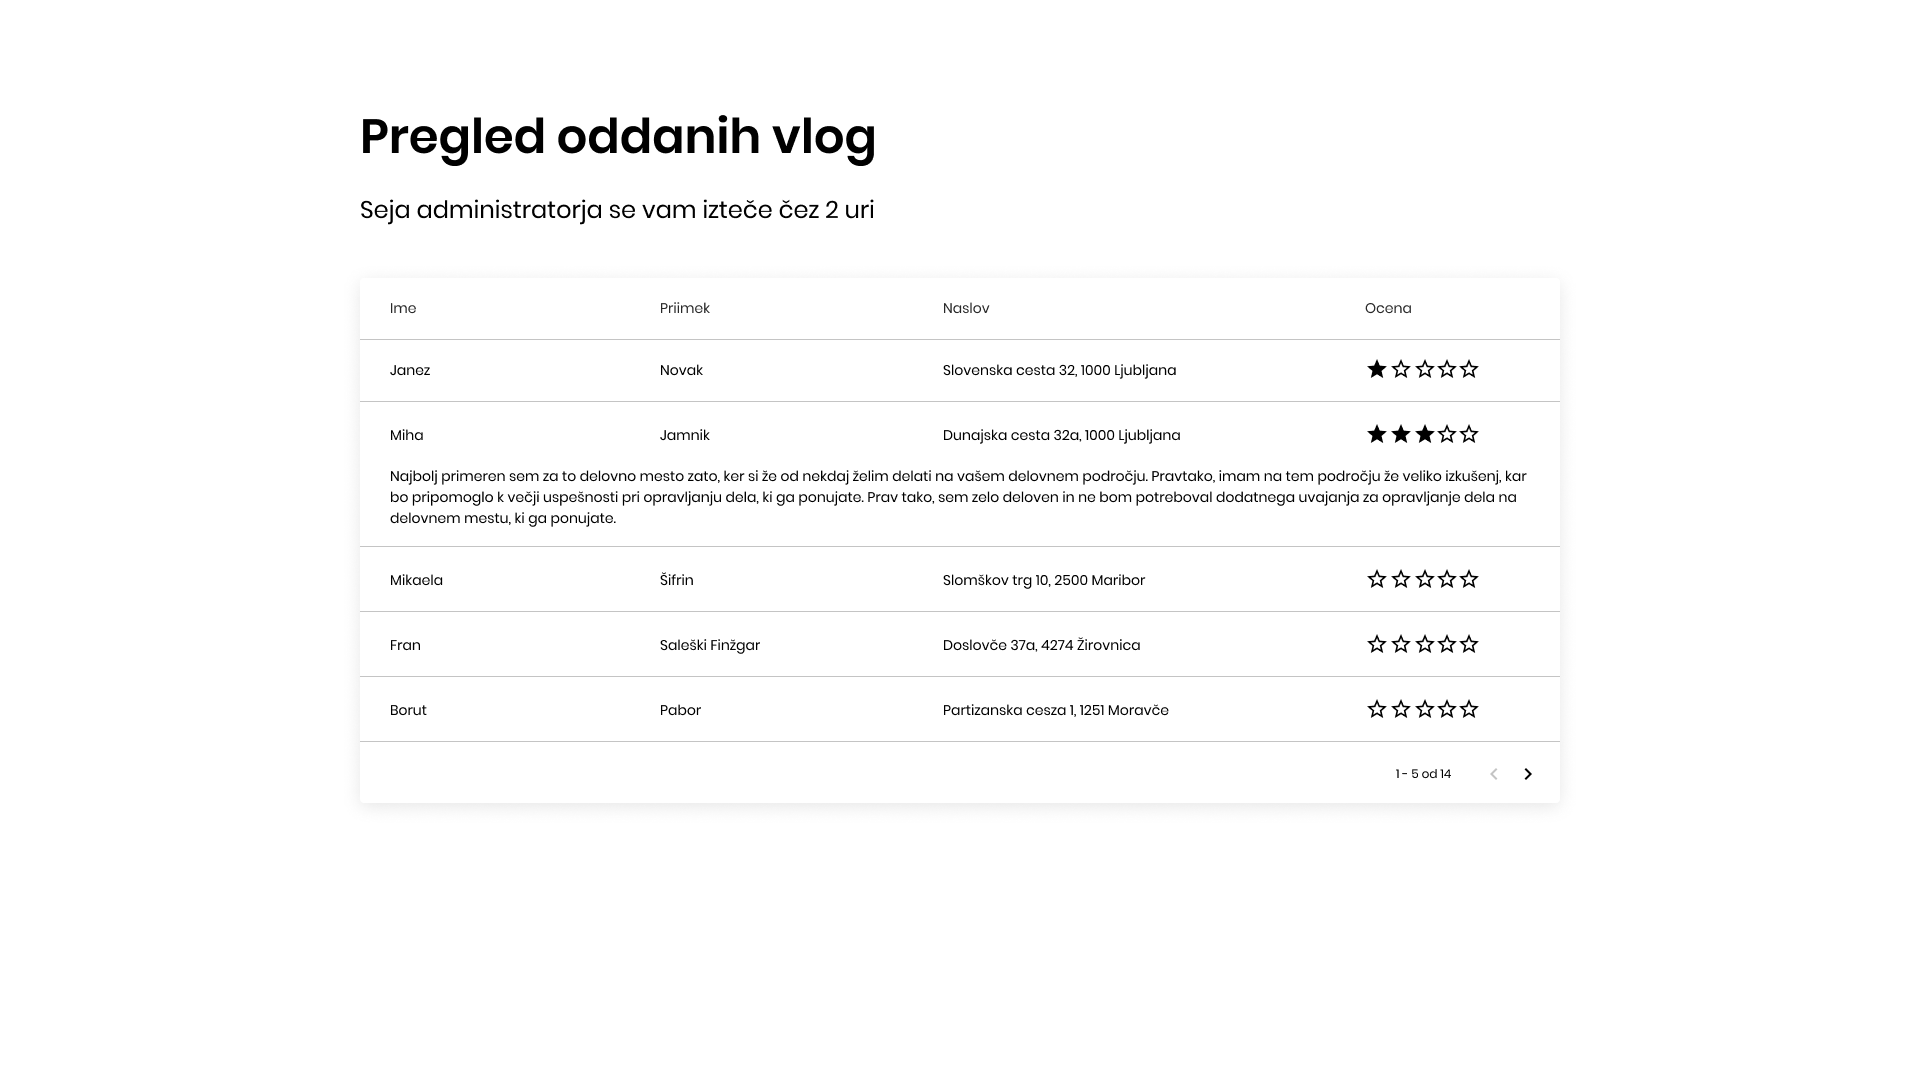 Pregled oddanih vlog
Seja administratorja se vam izteče čez 2 uri
Ime Priimek Naslov Ocena
Janez Novak Slovenska cesta 32, 1000 Ljubljana
Miha Jamnik Dunajska cesta 32a, 1000 Ljubljana
Najbolj primeren sem za to delovno mesto zato, ker si že od nekdaj želim delati na vašem delovnem področju. Pravtako, imam na tem področju že veliko izkušenj, kar
bo pripomoglo k večji uspešnosti pri opravljanju dela, ki ga ponujate. Prav tako, sem zelo deloven in ne bom potreboval dodatnega uvajanja za opravljanje dela na
delovnem mestu, ki ga ponujate.
Mikaela Šifrin Slomškov trg 10, 2500 Maribor
Fran Saleški Finžgar Doslovče 37a, 4274 Žirovnica
Borut Pabor Partizanska cesza 1, 1251 Moravče
1 - 5 od 14